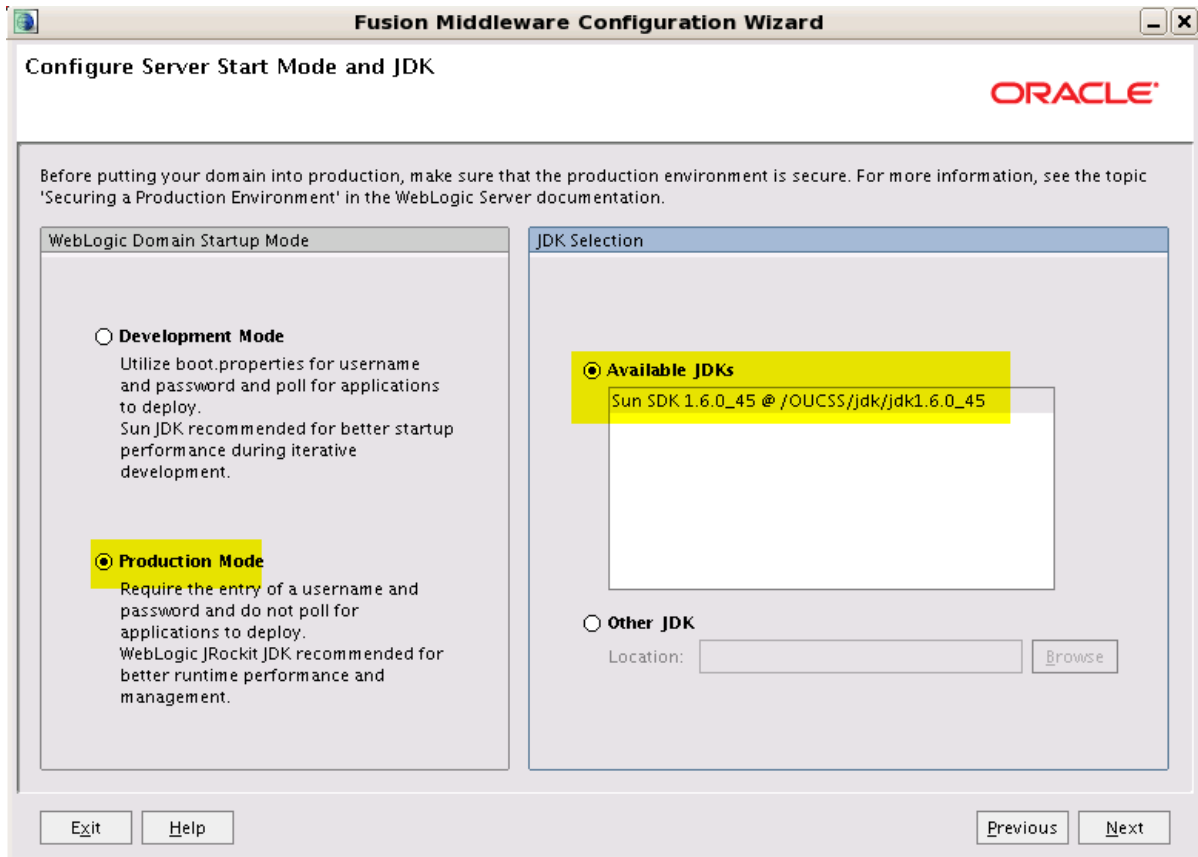 Fusion Middleware Configuration Wizard
Configure Server Start Mode and JDK
ORACLE
Before putting your domain into production, make sure that the production environment is secure. For more information, see the topic
'Securing a Production Environment' in the WebLogic Server documentation.
WebLogic Domain Startup Mode
Development Mode
Utilize boot.properties for username
and password and poll for applications
to deploy.
Sun JDK recommended for better startup
performance during iterative
development.
Production Mode
Require the entry of a username and
password and do not poll for
applications to deploy.
WebLogic JRockit JDK recommended for
better runtime performance and
management.
JDK Selection
Available JDKs
Sun SDK 1.6.0_45 @ /OUCSS/jdk/jdk1.6.0_45
Other JDK
Location:
Browse
Exit
Help
Previous
Next